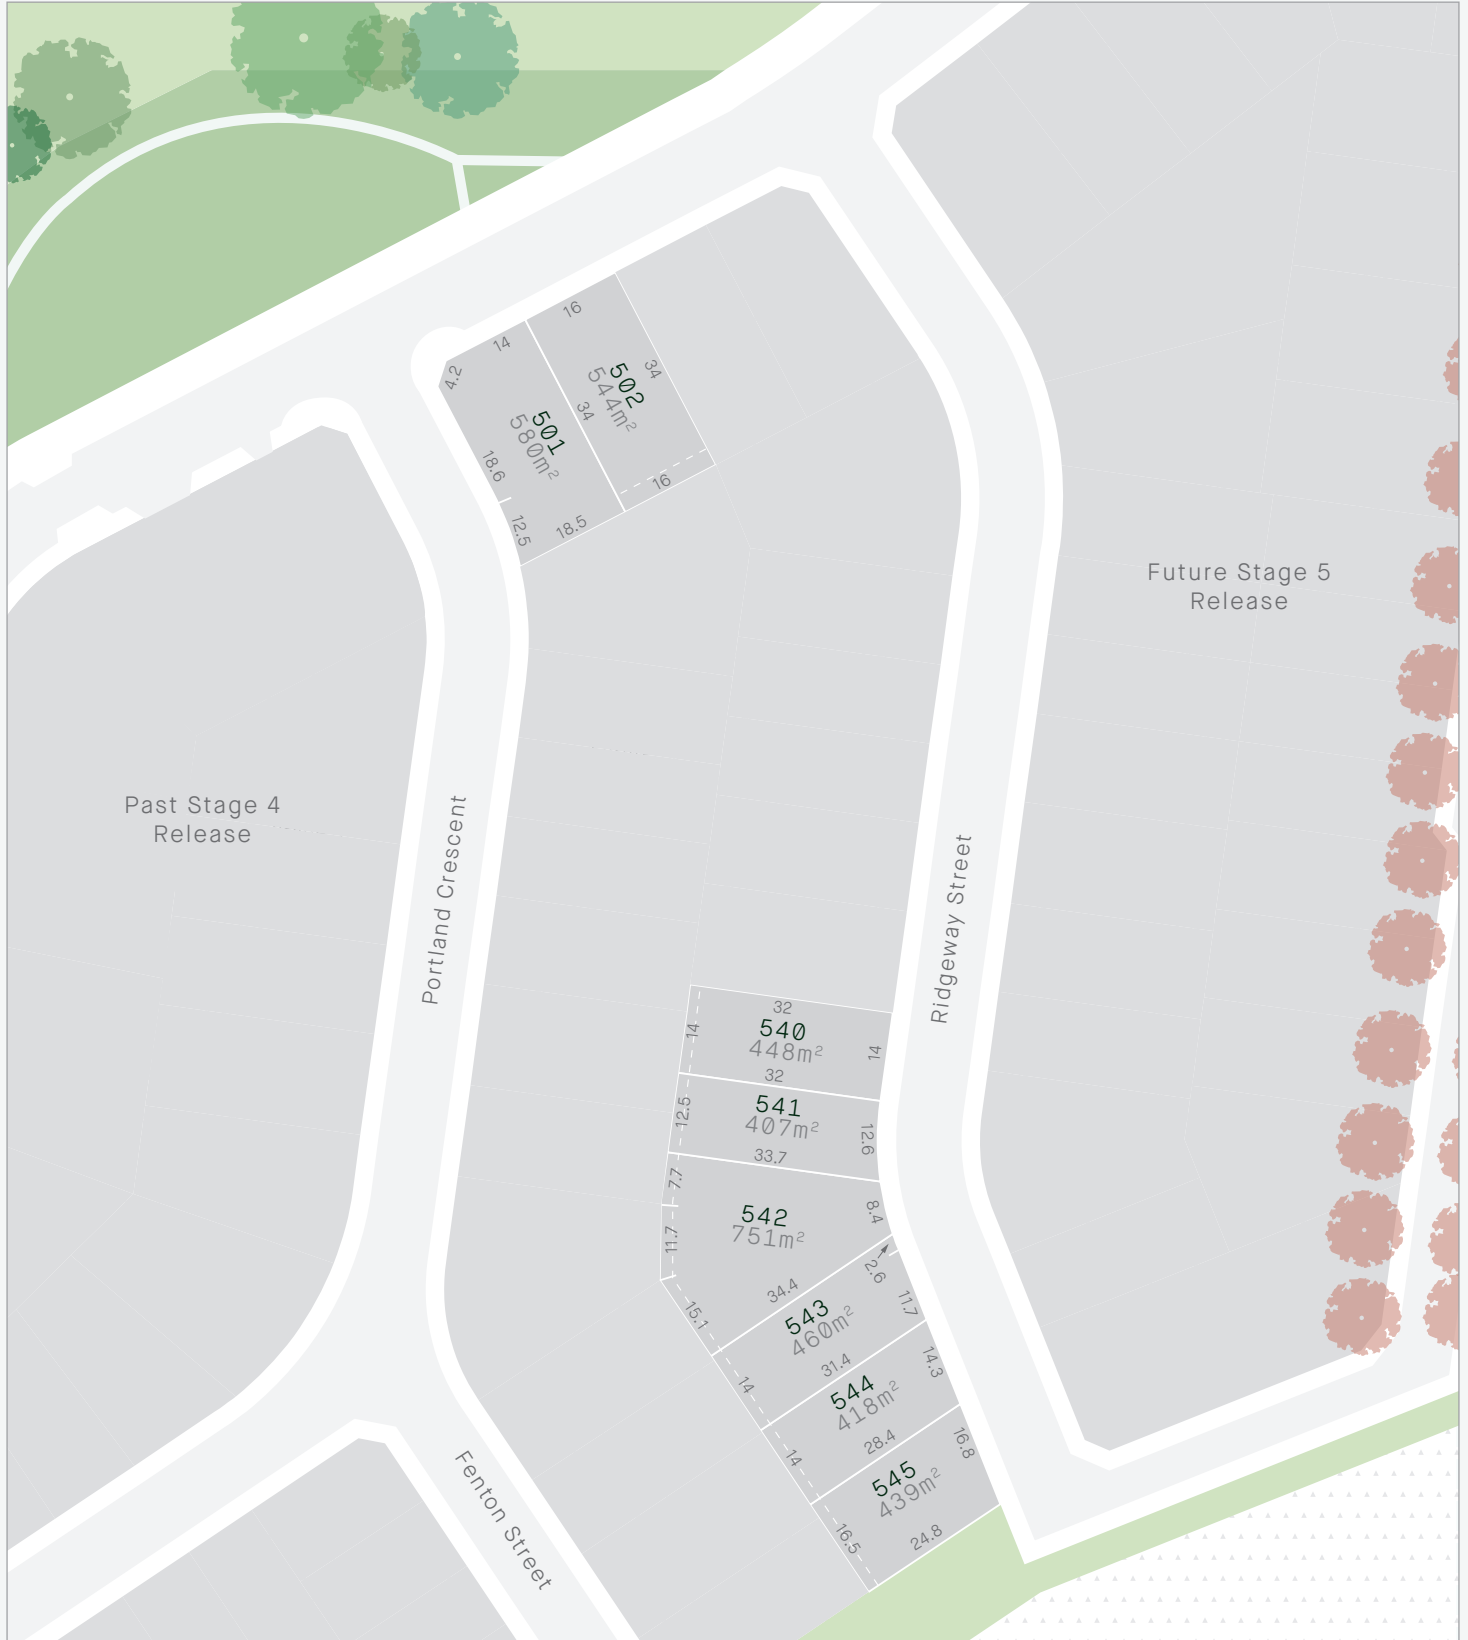 16
14
4.2
34
502
544m²
34
501
580m²
18.6
16
12.5
18.5
Future Stage 5
Release
Past Stage 4
Release
Portland Crescent
Ridgeway Street
32
540
448m²
14
14
32
541
407m²
12.5
12.6
33.7
7.7
542
751m²
8.4
11.7
2.6
34.4
15.1
543
460m²
11.7
31.4
14
544
418m²
14.3
28.4
14
545
439m²
16.8
16.5
24.8
Fenton Street